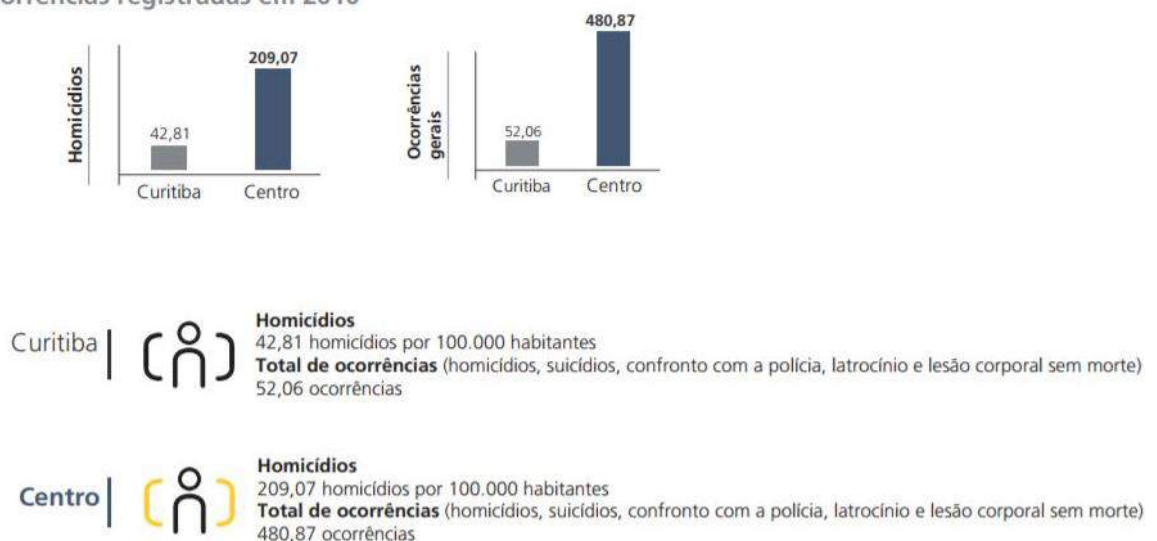 Homicídios
209,07
42,81
Curitiba
Centro
Ocorrências
gerais
480,87
52,06
Curitiba
Centro
Curitiba
Homicídios
42,81 homicídios por 100.000 habitantes
Total de ocorrências (homicídios, suicídios, confronto com a polícia, latrocínio e lesão corporal sem morte)
52,06 ocorrências
Centro
Homicídios
209,07 homicídios por 100.000 habitantes
Total de ocorrências (homicídios, suicídios, confronto com a polícia, latrocínio e lesão corporal sem morte)
480,87 ocorrências